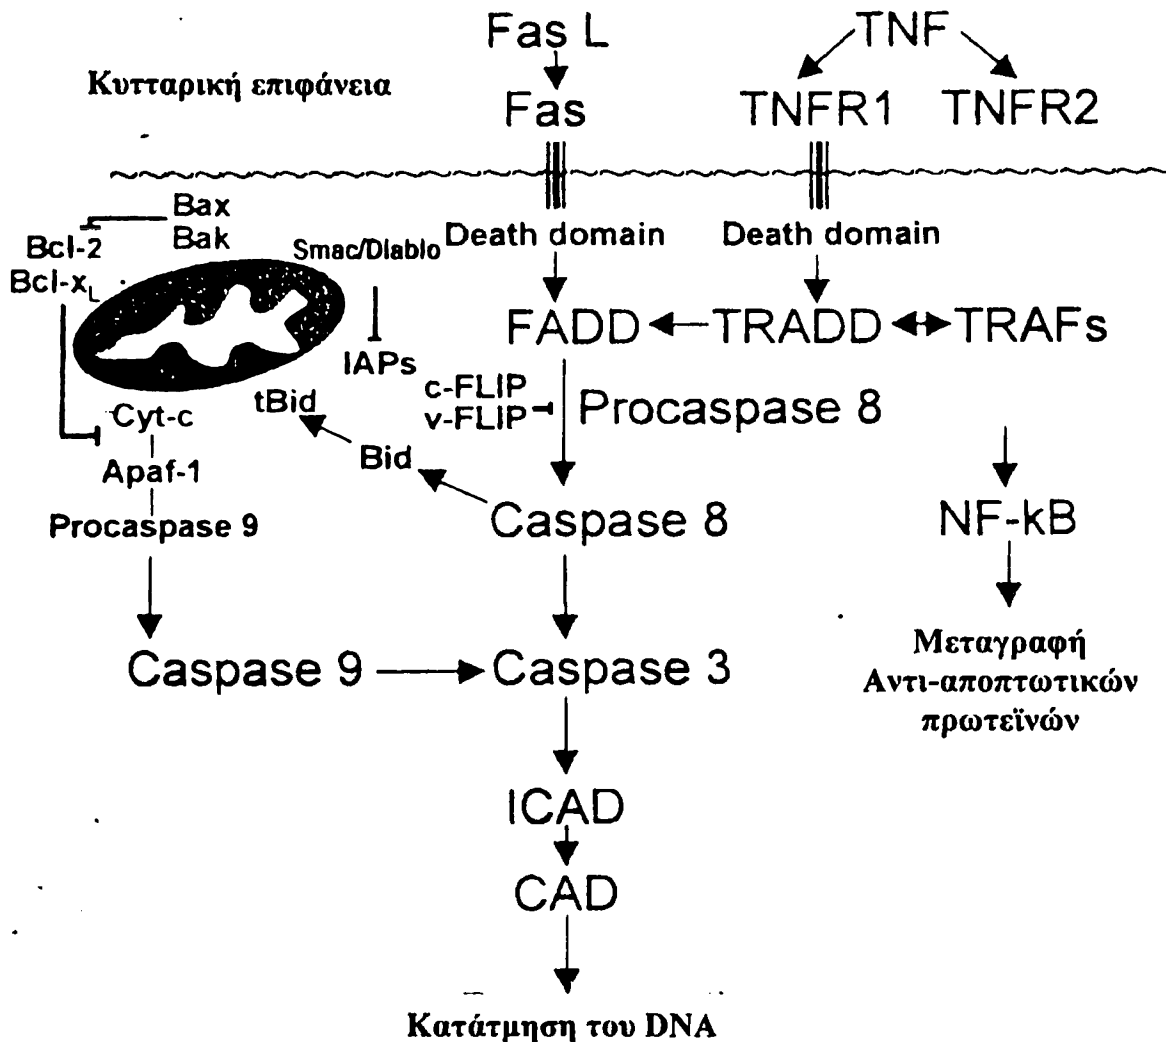 Fas L
TNF
Κυτταρική επιφάνεια
Fas
TNFR1
TNFR2
Bax
Bak
Bcl-2
Bcl-xL
Smac/Diablo
Death domain
Death domain
FADD
TRADD
TRAFs
IAPs
c-FLIP
v-FLIP
Procaspase 8
tBid
Cyt-c
Bid
Apaf-1
Procaspase 9
Caspase 8
NF-kB
Caspase 9
Caspase 3
Μεταγραφή
Αντι-αποπτωτικών
πρωτεϊνών
ICAD
CAD
Κατάτμηση του DNA